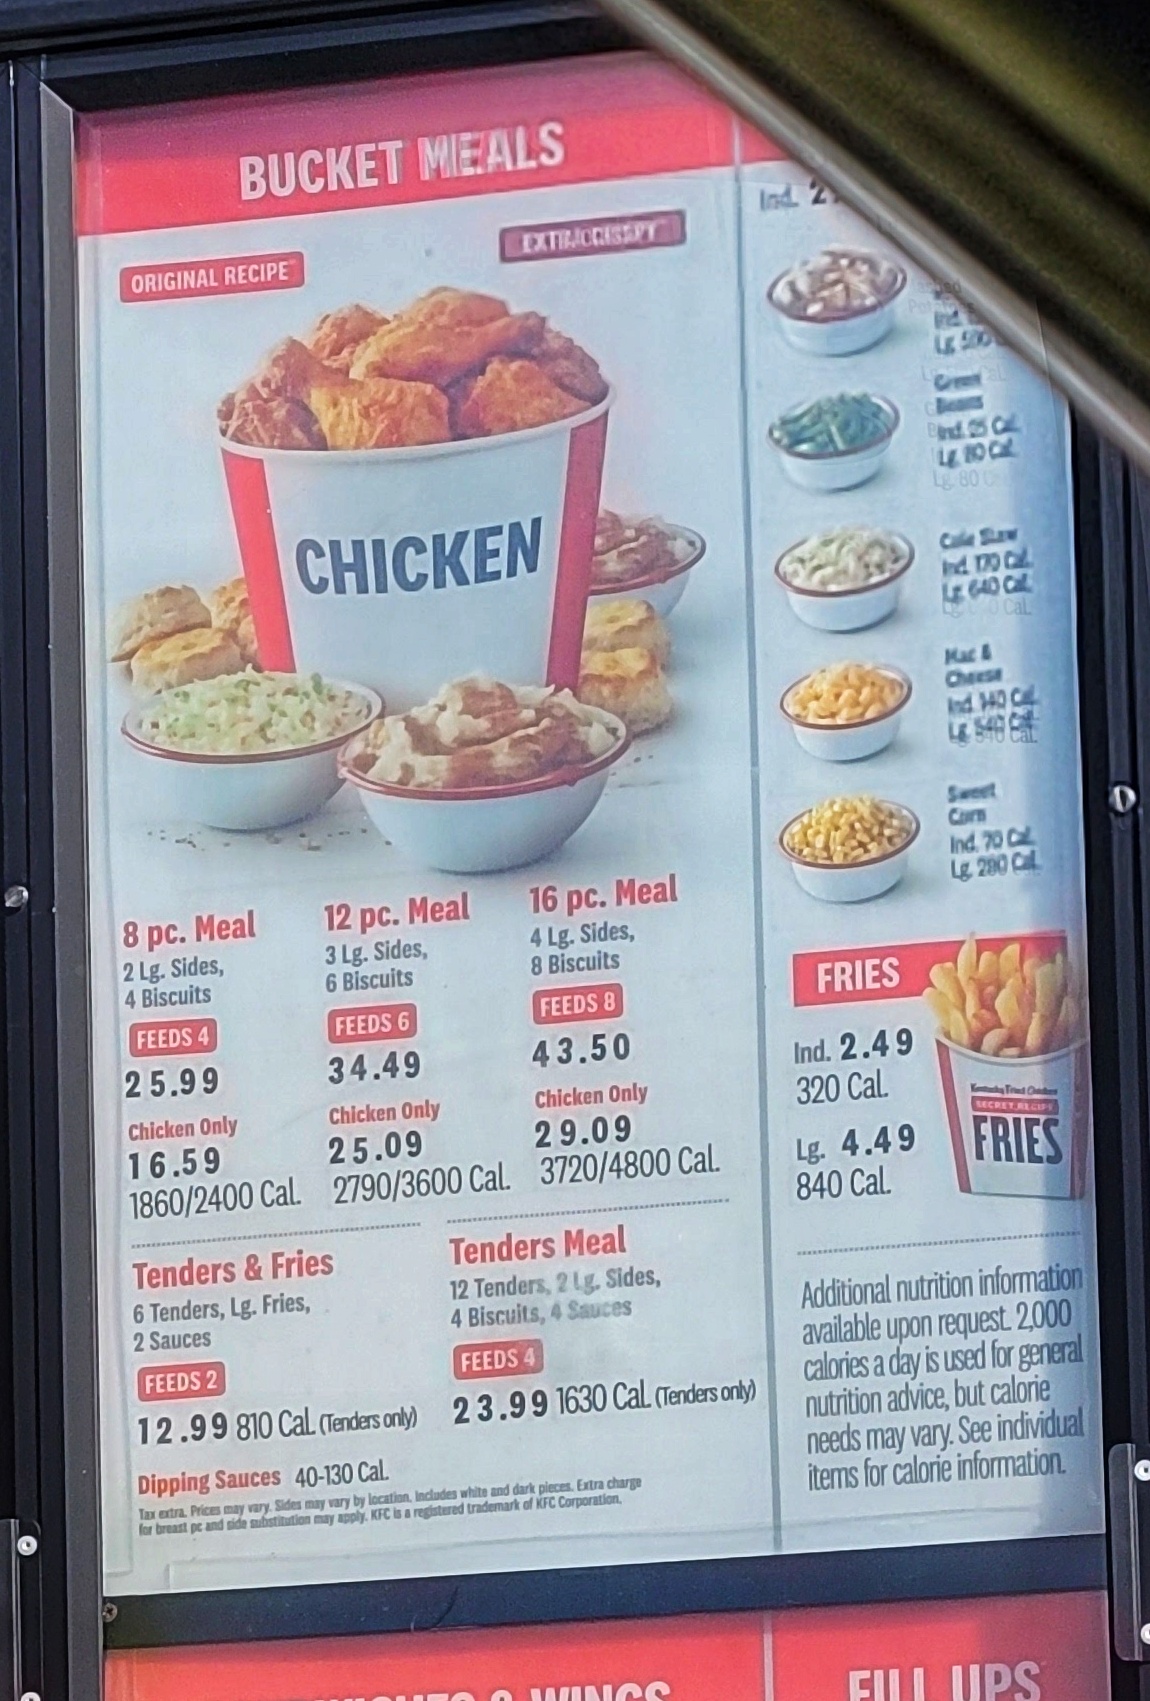 BUCKET MEALS
ORIGINAL RECIPE
CHICKEN
8 pc. Meal
2 Lg. Sides,
4 Biscuits
FEEDS 4
25.99
Chicken Only
16.59
1860/2400 Cal.
12 pc. Meal
3 Lg. Sides,
6 Biscuits
FEEDS 6
34.49
Chicken Only
25.09
2790/3600 Cal.
16 pc. Meal
4 Lg. Sides,
8 Biscuits
FEEDS 8
43.50
Chicken Only
29.09
3720/4800 Cal.
Tenders & Fries
6 Tenders, Lg. Fries,
2 Sauces
FEEDS 2
12.99 810 Cal. (Tenders only)
Tenders Meal
12 Tenders, 2 Lg. Sides,
4 Biscuits, 4 Sauces
FEEDS 4
23.99 1630 Cal. (Tenders only)
Dipping Sauces 40-130 Cal.
Tax extra. Prices may vary. Sides may vary by location. Includes white and dark pieces. Extra charge
for breast pc and side substitution may apply. KFC is a registered trademark of KFC Corporation.
Ind.
Green
Beans
Ind. 25 Cal.
Lg. 80 Cal.
Cole Slaw
Ind. 170 Cal.
Lg. 640 Cal.
Mac &
Cheese
Ind. 140 Cal.
Lg. 540 Cal.
Sweet
Corn
Ind. 70 Cal.
Lg. 280 Cal.
FRIES
Ind. 2.49
320 Cal.
Lg. 4.49
840 Cal.
Kentucky Fried Chicken
SECRET RECIPE
FRIES
Additional nutrition information
available upon request. 2,000
calories a day is used for general
nutrition advice, but calorie
needs may vary. See individual
items for calorie information.
& WINGS
FILL UPS